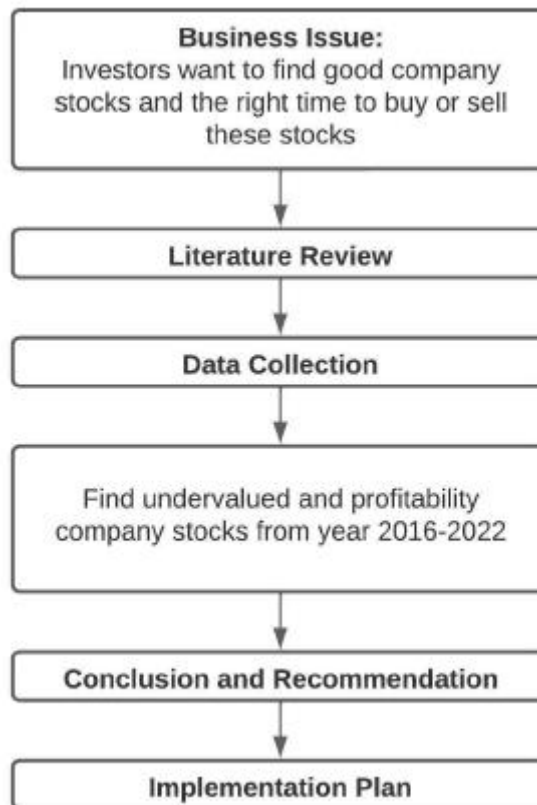 Business Issue:
Investors want to find good company
stocks and the right time to buy or sell
these stocks
Literature Review
Data Collection
Find undervalued and profitability
company stocks from year 2016-2022
Conclusion and Recommendation
Implementation Plan